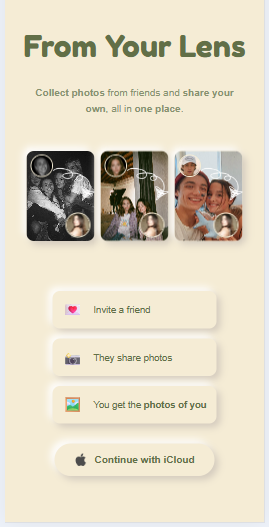 From Your Lens
Collect photos from friends and share your
own, all in one place.
Invite a friend
They share photos
You get the photos of you
Continue with iCloud